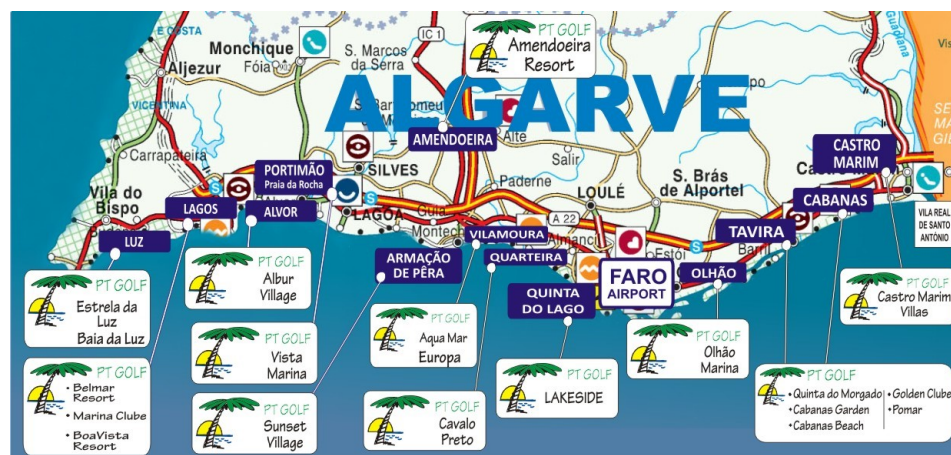 E COSTA
Monchique
Fóia
Aljezur
S. Marcos
da Serra
IC 1
PT GOLF
Amendoeira
Resort
Guadiana
ALGARVE
VICENTINA
Carrapateira
AMENDOEIRA
Alte
Salir
PORTIMÃO
Praia da Rocha
SILVES
Paderne
LOULÉ
S. Brás
de Alportel
CASTRO
MARIM
CABANAS
Vila do
Bispo
LAGOS
ALVOR
LAGOA
Guia
A 22
VILAMOURA
TAVIRA
VILA REAL
DE SANTO
ANTÓNIO
LUZ
ARMAÇÃO
DE PÊRA
QUARTEIRA
Estói
QUINTA
DO LAGO
FARO
AIRPORT
OLHÃO
PT GOLF
Estrela da
Luz
Baia da Luz
PT GOLF
Albur
Village
PT GOLF
Aqua Mar
Europa
PT GOLF
Olhão
Marina
PT GOLF
Castro Marim
Villas
PT GOLF
Vista
Marina
PT GOLF
• Belmar
Resort
• Marina Clube
• BoaVista
Resort
PT GOLF
Sunset
Village
PT GOLF
Cavalo
Preto
PT GOLF
LAKESIDE
PT GOLF
• Quinta do Morgado
• Cabanas Garden
• Cabanas Beach
• Golden Clube
• Pomar